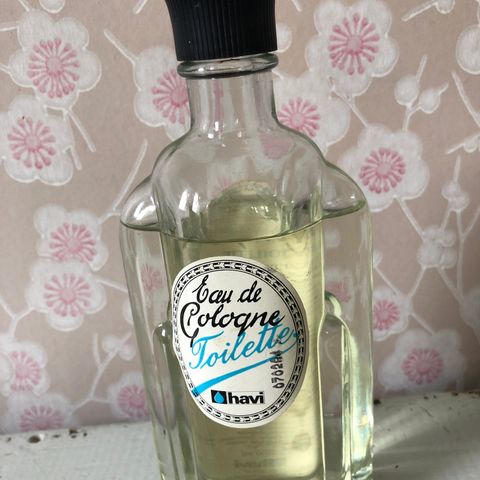 Eau de
Cologne
Toilette
havi